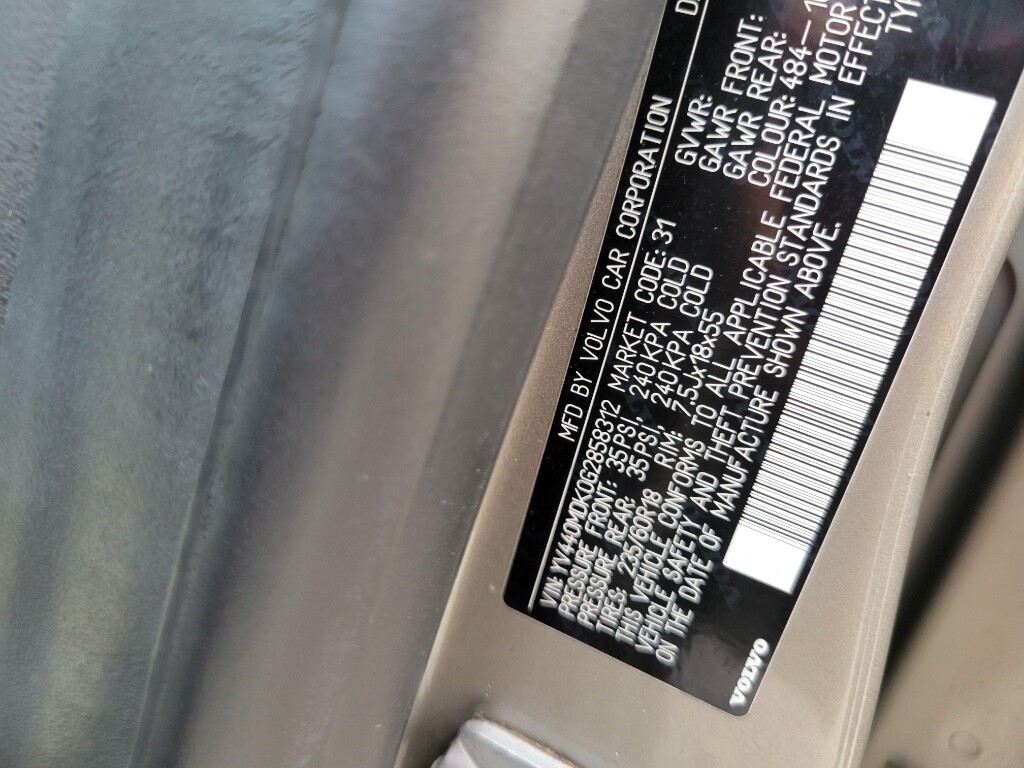 MFD BY VOLVO CAR CORPORATION
GVWR:
GAWR FRONT:
GAWR REAR:
VIN: YV440MDK0G2858312 MARKET CODE: 31 COLOUR: 484-1
PRESSURE FRONT: 35PSI, 240KPA COLD
PRESSURE REAR: 35PSI, 240KPA COLD
TIRES: 235/60R18 RIM: 7.5Jx18x55
THIS VEHICLE CONFORMS TO ALL APPLICABLE FEDERAL MOTOR
VEHICLE SAFETY AND THEFT PREVENTION STANDARDS IN EFFECT
ON THE DATE OF MANUFACTURE SHOWN ABOVE.
VOLVO